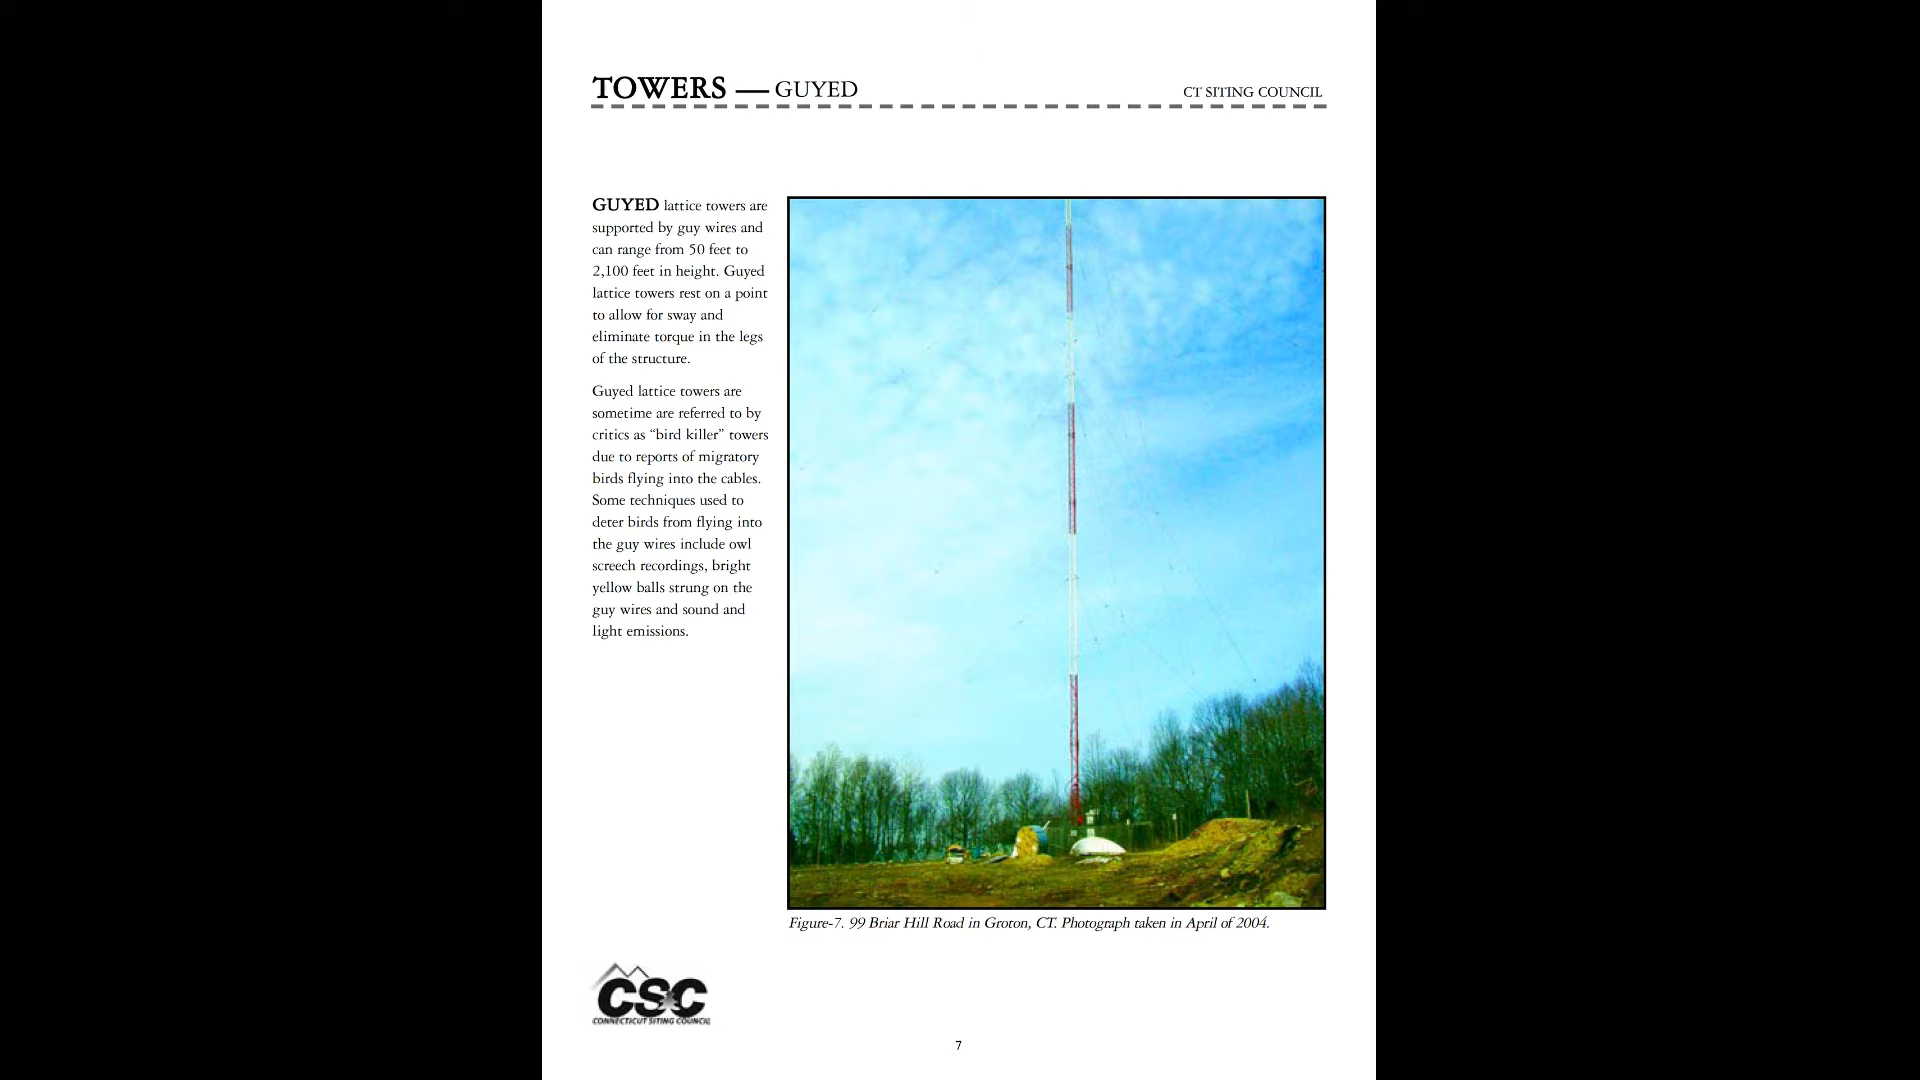 TOWERS — GUYED
CT SITING COUNCIL
GUYED lattice towers are
supported by guy wires and
can range from 50 feet to
2,100 feet in height. Guyed
lattice towers rest on a point
to allow for sway and
eliminate torque in the legs
of the structure.
Guyed lattice towers are
sometime are referred to by
critics as “bird killer” towers
due to reports of migratory
birds flying into the cables.
Some techniques used to
deter birds from flying into
the guy wires include owl
screech recordings, bright
yellow balls strung on the
guy wires and sound and
light emissions.
Figure-7. 99 Briar Hill Road in Groton, CT. Photograph taken in April of 2004.
CSC
CONNECTICUT SITING COUNCIL
7